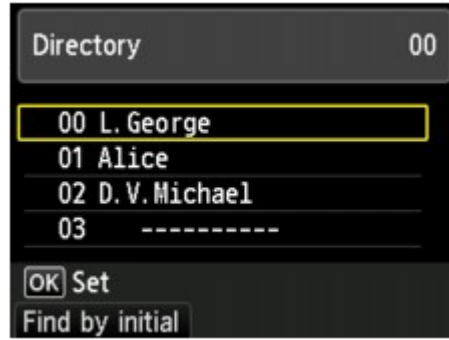 Directory 00
00 L.George
01 Alice
02 D.V.Michael
03 ----------
OK Set
Find by initial